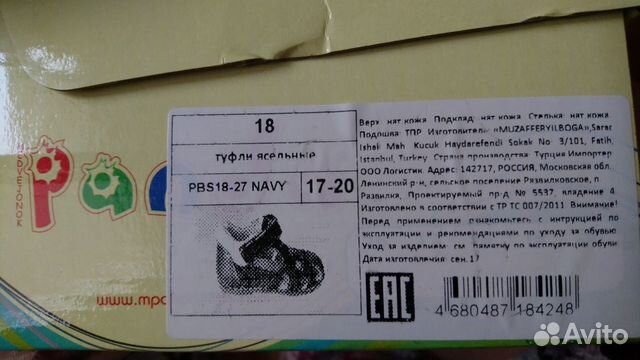 18
туфли ясельные
PBS18-27 NAVY
17-20
Верх: нат.кожа. Подклад: нат.кожа. Стелька: нат.кожа.
Подошва: ТПР. Изготовитель: «MUZAFFERYILBOGA»,Sarac
Ishak Mah. Kucuk Haydarefendi Sokak No: 3/101, Fatih,
Istanbul, Turkey. Страна производства: Турция.Импортер:
ООО Логистик. Адрес: 142717, РОССИЯ, Московская обл.,
Ленинский р-н, сельское поселение Развилковское, п.
Развилка, Проектируемый пр-д № 5537, владение 4.
Изготовлено в соответствии с ТР ТС 007/2011. Внимание!
Перед применением ознакомьтесь с инструкцией по
эксплуатации и рекомендациями по уходу за обувью.
Уход за изделием: см. памятку по эксплуатации обуви.
Дата изготовления: сен.17
EAC
4 680487 184248
MEDVEJONOK
www.mpo
Avito